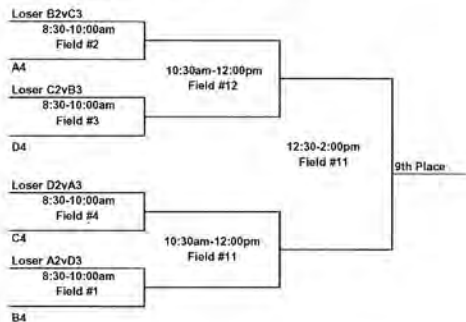 Loser B2vC3
8:30-10:00am
Field #2
A4
Loser C2vB3
8:30-10:00am
Field #3
D4
10:30am-12:00pm
Field #12
Loser D2vA3
8:30-10:00am
Field #4
C4
Loser A2vD3
8:30-10:00am
Field #1
B4
10:30am-12:00pm
Field #11
12:30-2:00pm
Field #11
9th Place